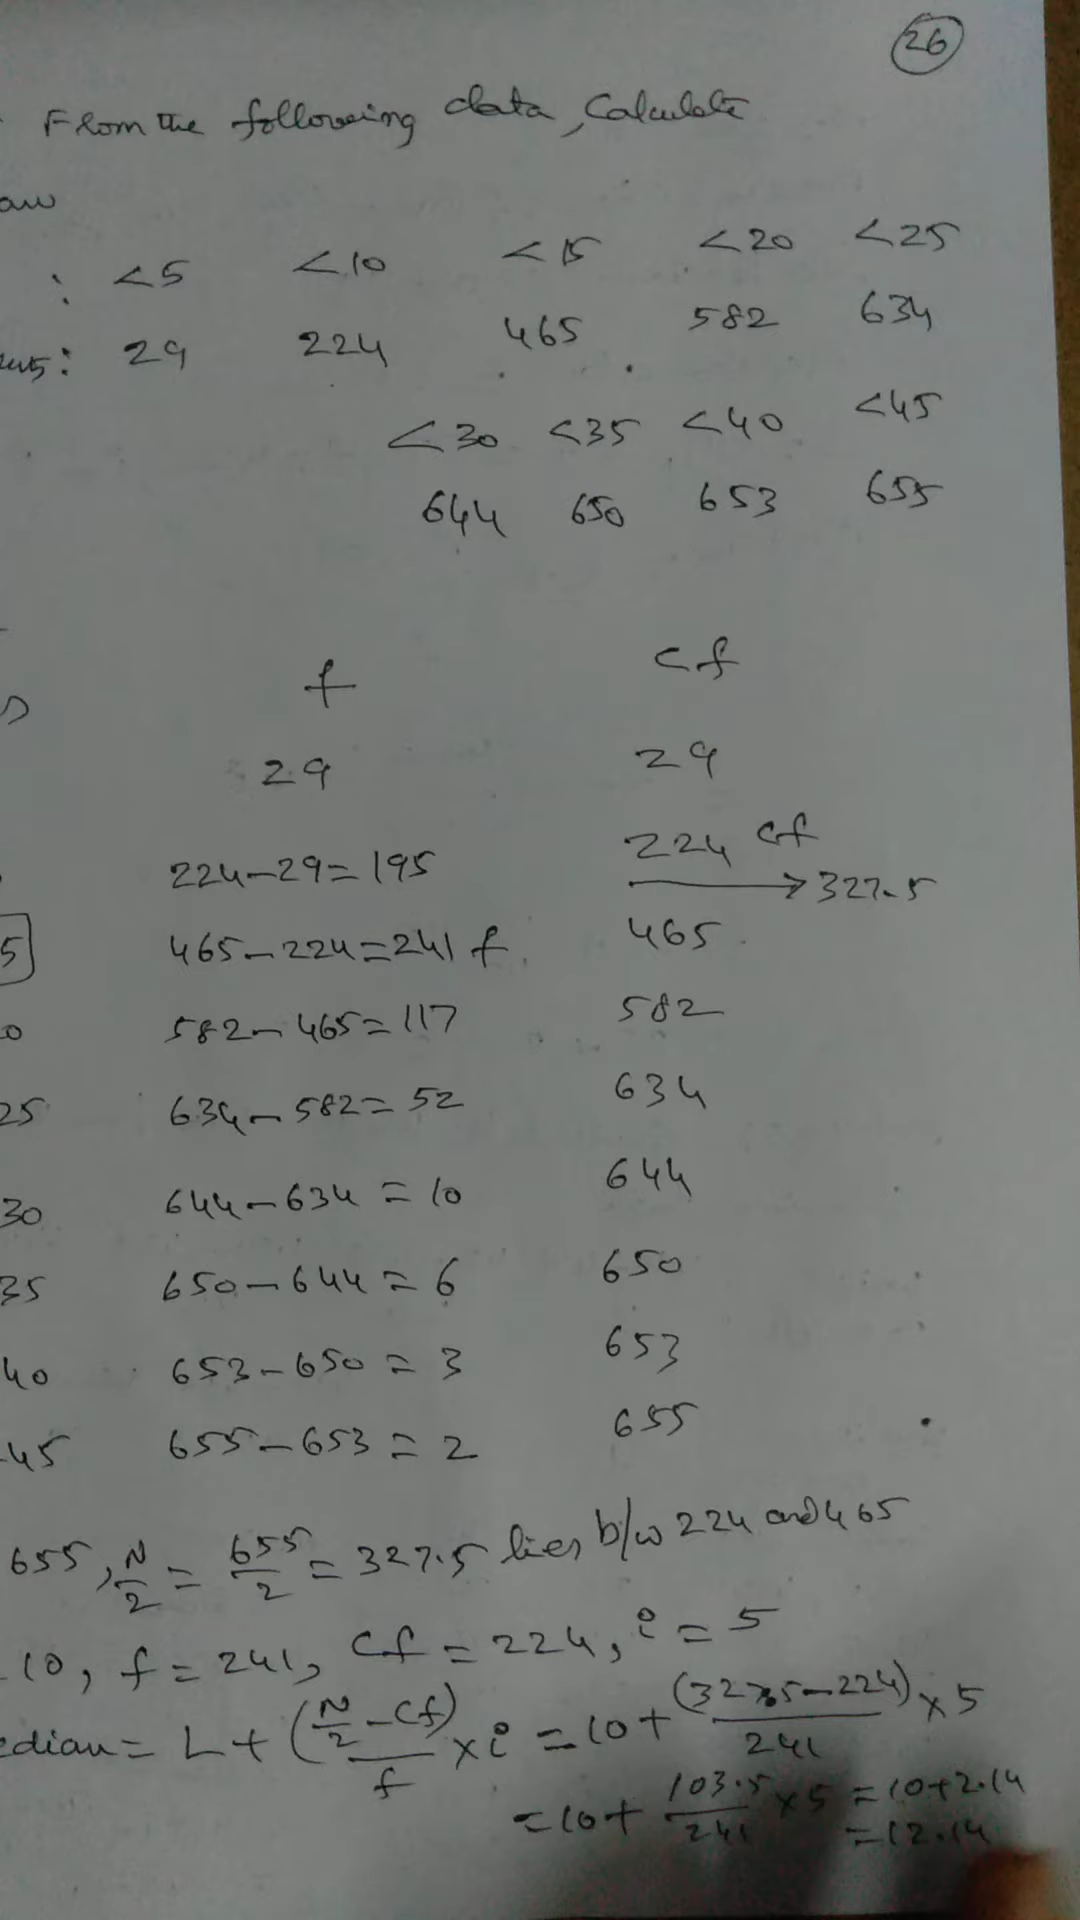 26
From the following data, Calculate
an
: <5 <10 <15 <20 <25
: 29 224 465 582 634
<30 <35 <40 <45
644 650 653 655
f cf
29 29
224-29=195 224 cf
→327.5
5 465-224=241 f 465
0 582-465=117 582
25 634-582=52 634
30 644-634=10 644
35 650-644=6 650
40 653-650=3 653
-45 655-653=2 655
655, N/2 = 655/2 = 327.5 lies b/w 224 and 465
10, f=241, cf=224, i=5
edian= L+(N/2-cf)/f ×i =10+(327.5-224)/241 ×5
=10+ 103.5/241 ×5 =10+2.14
=12.14